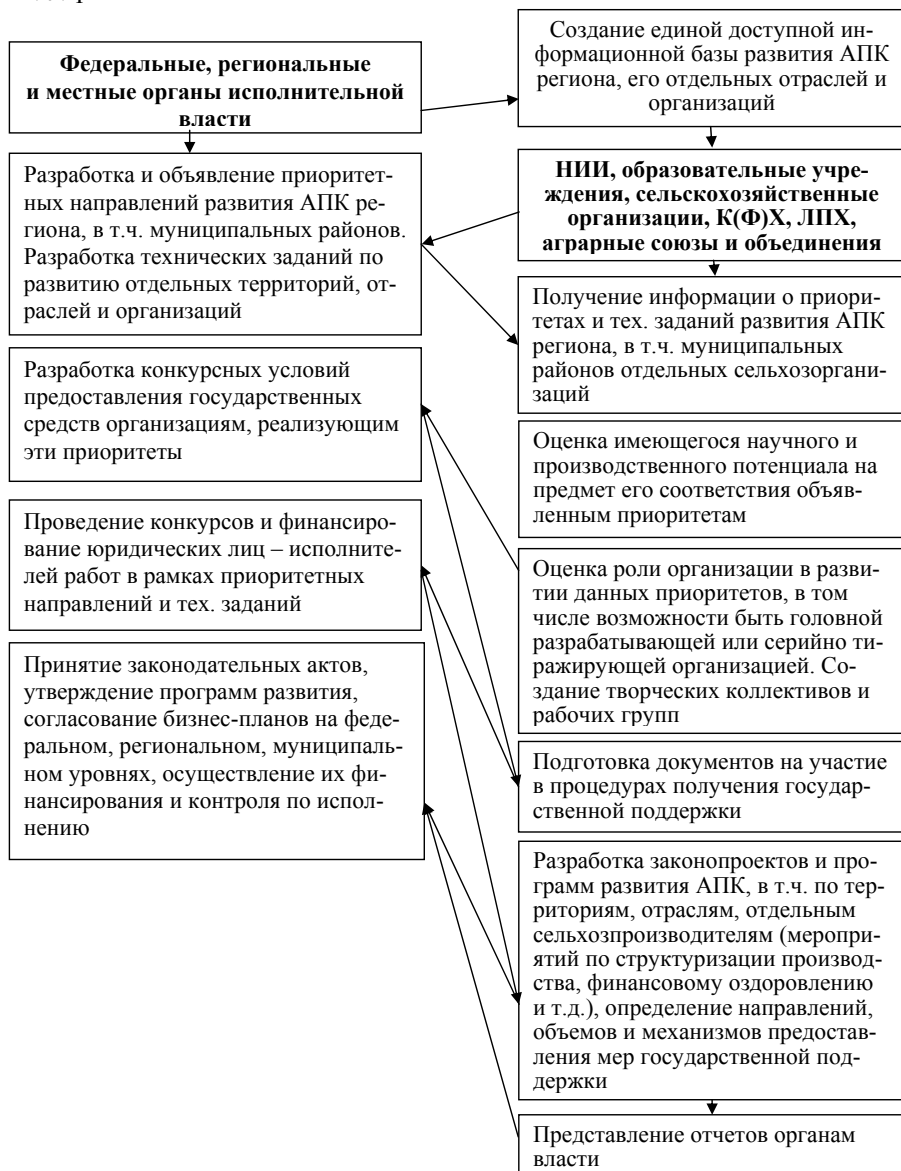 Федеральные, региональные
и местные органы исполнительной
власти
Разработка и объявление приоритет-
ных направлений развития АПК ре-
гиона, в т.ч. муниципальных районов.
Разработка технических заданий по
развитию отдельных территорий, от-
раслей и организаций
Разработка конкурсных условий
предоставления государственных
средств организациям, реализующим
эти приоритеты
Проведение конкурсов и финансиро-
вание юридических лиц – исполните-
лей работ в рамках приоритетных
направлений и тех. заданий
Принятие законодательных актов,
утверждение программ развития,
согласование бизнес-планов на феде-
ральном, региональном, муниципаль-
ном уровнях, осуществление их фи-
нансирования и контроля по испол-
нению
Создание единой доступной ин-
формационной базы развития АПК
региона, его отдельных отраслей и
организаций
НИИ, образовательные учре-
ждения, сельскохозяйственные
организации, К(Ф)Х, ЛПХ,
аграрные союзы и объединения
Получение информации о приори-
тетах и тех. заданий развития АПК
региона, в т.ч. муниципальных
районов отдельных сельхозоргани-
заций
Оценка имеющегося научного и
производственного потенциала на
предмет его соответствия объяв-
ленным приоритетам
Оценка роли организации в разви-
тии данных приоритетов, в том
числе возможности быть головной
разрабатывающей или серийно ти-
ражирующей организацией. Со-
здание творческих коллективов и
рабочих групп
Подготовка документов на участие
в процедурах получения государ-
ственной поддержки
Разработка законопроектов и про-
грамм развития АПК, в т.ч. по тер-
риториям, отраслям, отдельным
сельхозпроизводителям (меропри-
ятий по структуризации производ-
ства, финансовому оздоровлению
и т.д.), определение направлений,
объемов и механизмов предостав-
ления мер государственной под-
держки
Представление отчетов органам
власти